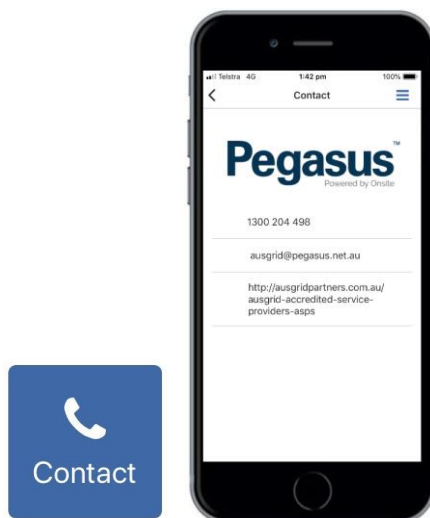 Telstra 4G 1:42 pm 100%
Contact
Pegasus™
Powered by Onsite
1300 204 498
ausgrid@pegasus.net.au
http://ausgridpartners.com.au/
ausgrid-accredited-service-
providers-asps
Contact